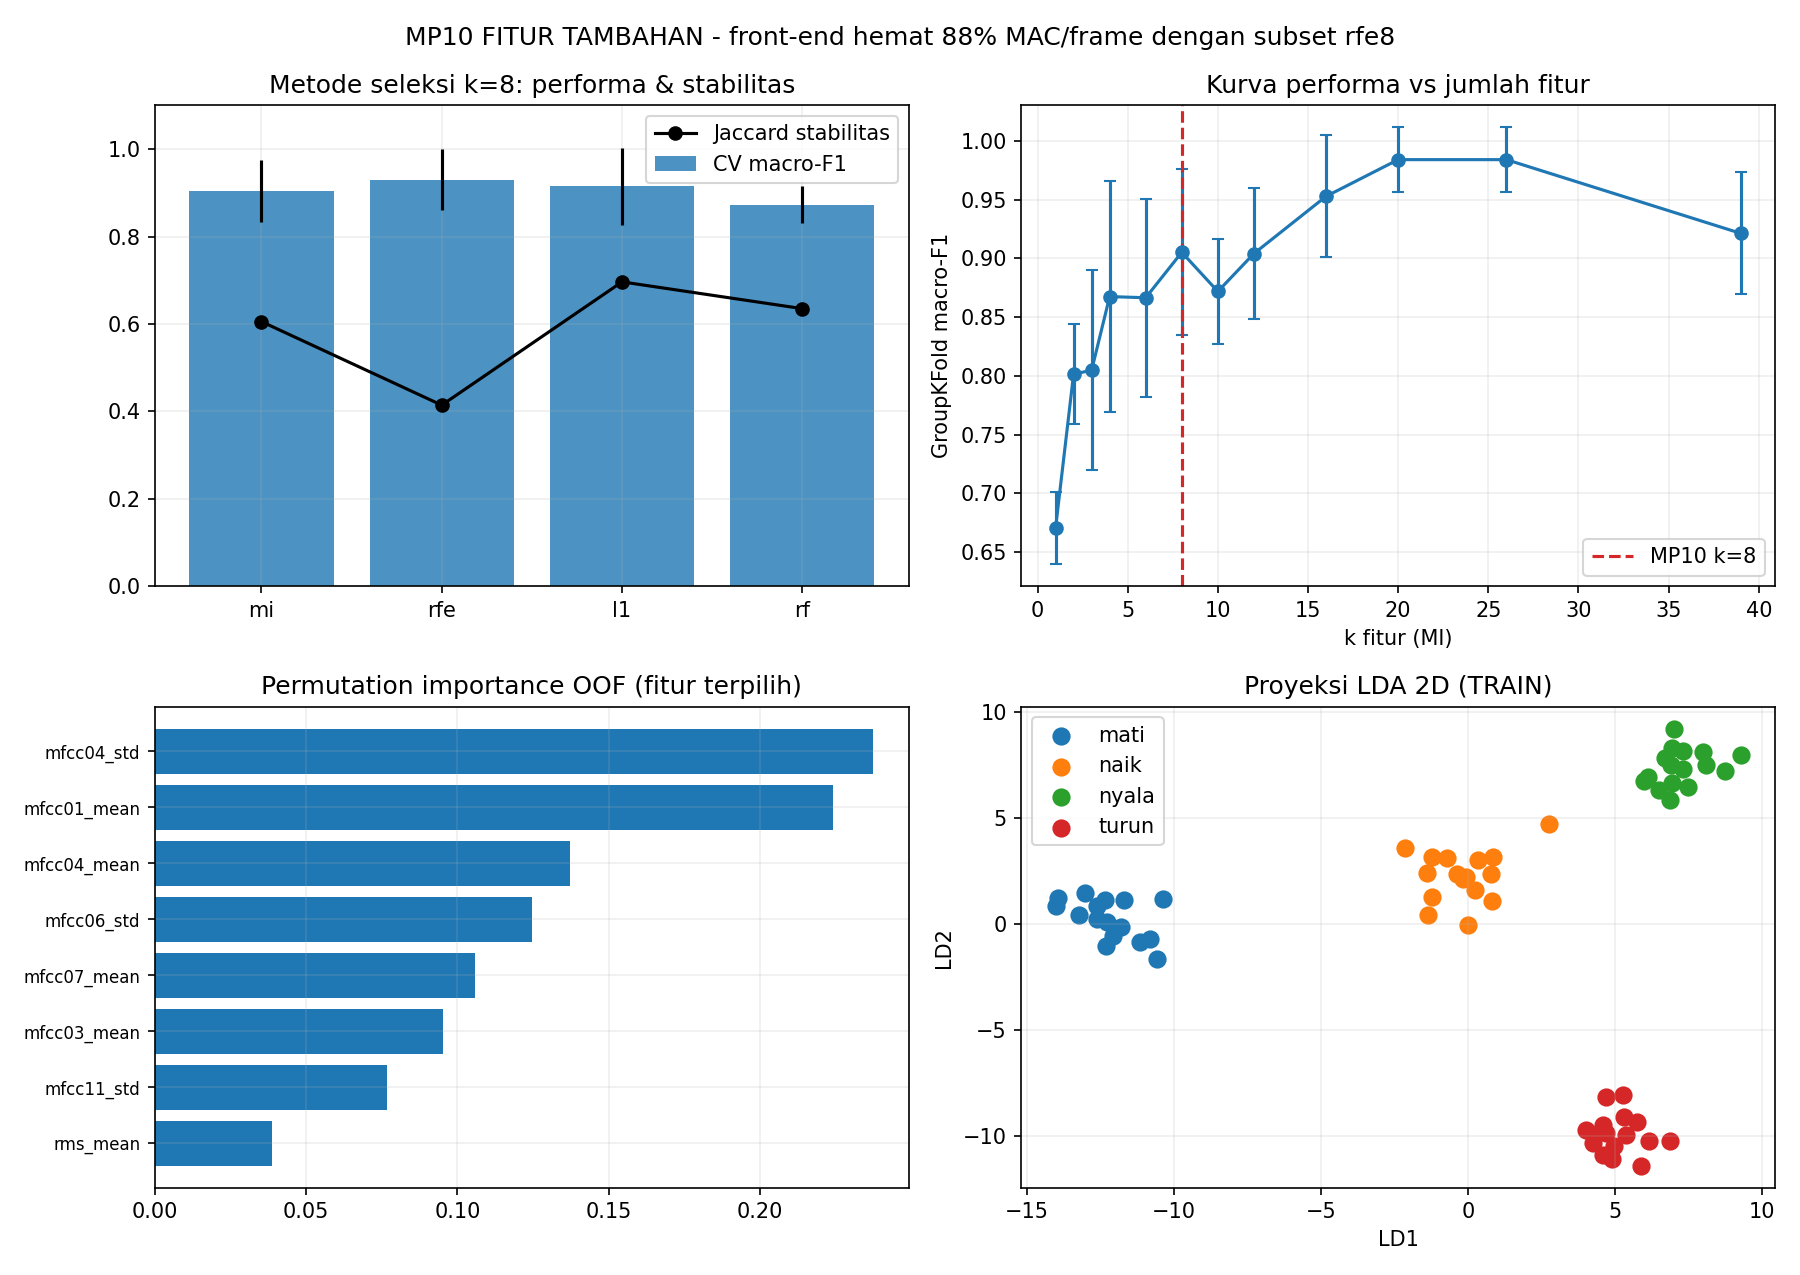 MP10 FITUR TAMBAHAN - front-end hemat 88% MAC/frame dengan subset rfe8
Metode seleksi k=8: performa & stabilitas
Jaccard stabilitas
CV macro-F1
1.0
0.8
0.6
0.4
0.2
0.0
mi
rfe
l1
rf
Kurva performa vs jumlah fitur
GroupKFold macro-F1
1.00
0.95
0.90
0.85
0.80
0.75
0.70
0.65
MP10 k=8
0
5
10
15
20
25
30
35
40
k fitur (MI)
Permutation importance OOF (fitur terpilih)
mfcc04_std
mfcc01_mean
mfcc04_mean
mfcc06_std
mfcc07_mean
mfcc03_mean
mfcc11_std
rms_mean
0.00
0.05
0.10
0.15
0.20
Proyeksi LDA 2D (TRAIN)
mati
naik
nyala
turun
LD2
10
5
0
−5
−10
−15
−10
−5
0
5
10
LD1